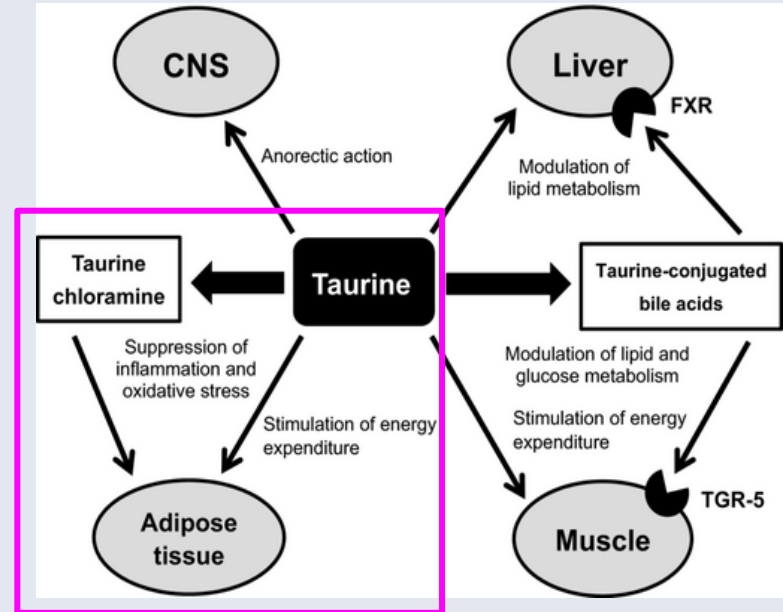 CNS
Liver
FXR
Anorectic action
Modulation of
lipid metabolism
Taurine
chloramine
Taurine
Taurine-conjugated
bile acids
Suppression of
inflammation and
oxidative stress
Modulation of lipid and
glucose metabolism
Stimulation of energy
expenditure
Stimulation of energy
expenditure
Adipose
tissue
TGR-5
Muscle